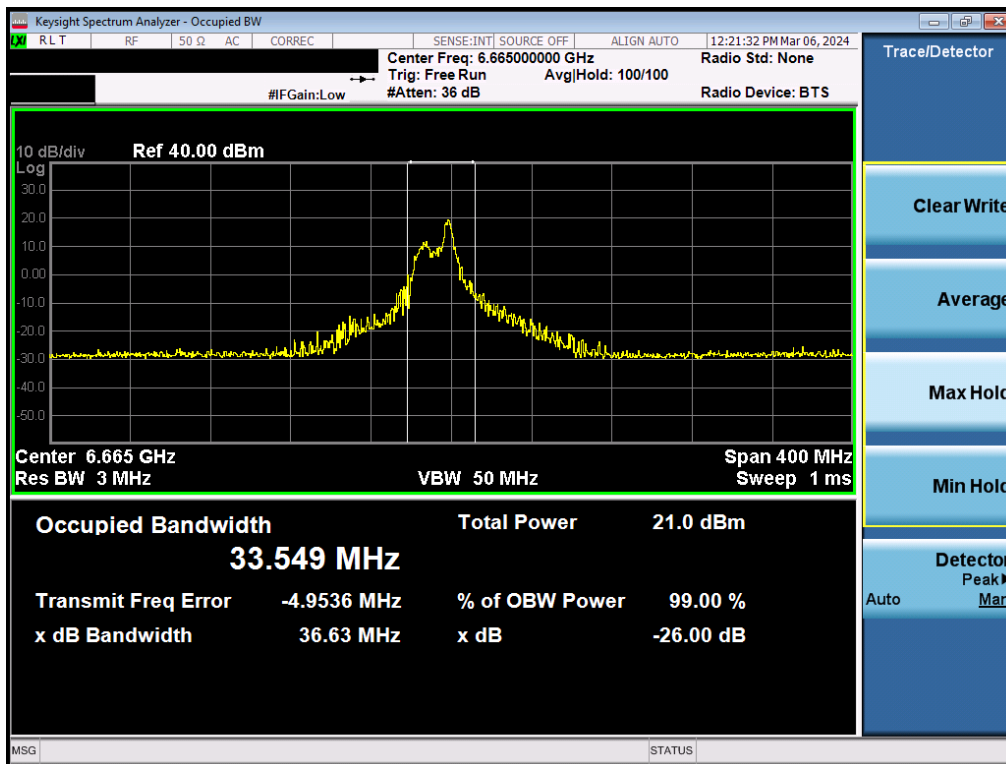 Keysight Spectrum Analyzer - Occupied BW
LXI RLT RF 50 Ω AC CORREC SENSE:INT SOURCE OFF ALIGN AUTO 12:21:32 PM Mar 06, 2024
Trace/Detector
Center Freq: 6.665000000 GHz Radio Std: None
Trig: Free Run Avg|Hold: 100/100
#IFGain:Low #Atten: 36 dB Radio Device: BTS
10 dB/div Ref 40.00 dBm
Log
30.0
20.0
10.0
0.00
-10.0
-20.0
-30.0
-40.0
-50.0
Center 6.665 GHz Span 400 MHz
Res BW 3 MHz VBW 50 MHz Sweep 1 ms
Occupied Bandwidth Total Power 21.0 dBm
33.549 MHz
Transmit Freq Error -4.9536 MHz % of OBW Power 99.00 %
x dB Bandwidth 36.63 MHz x dB -26.00 dB
Clear Write
Average
Max Hold
Min Hold
Detector
Peak
Auto Man
MSG STATUS